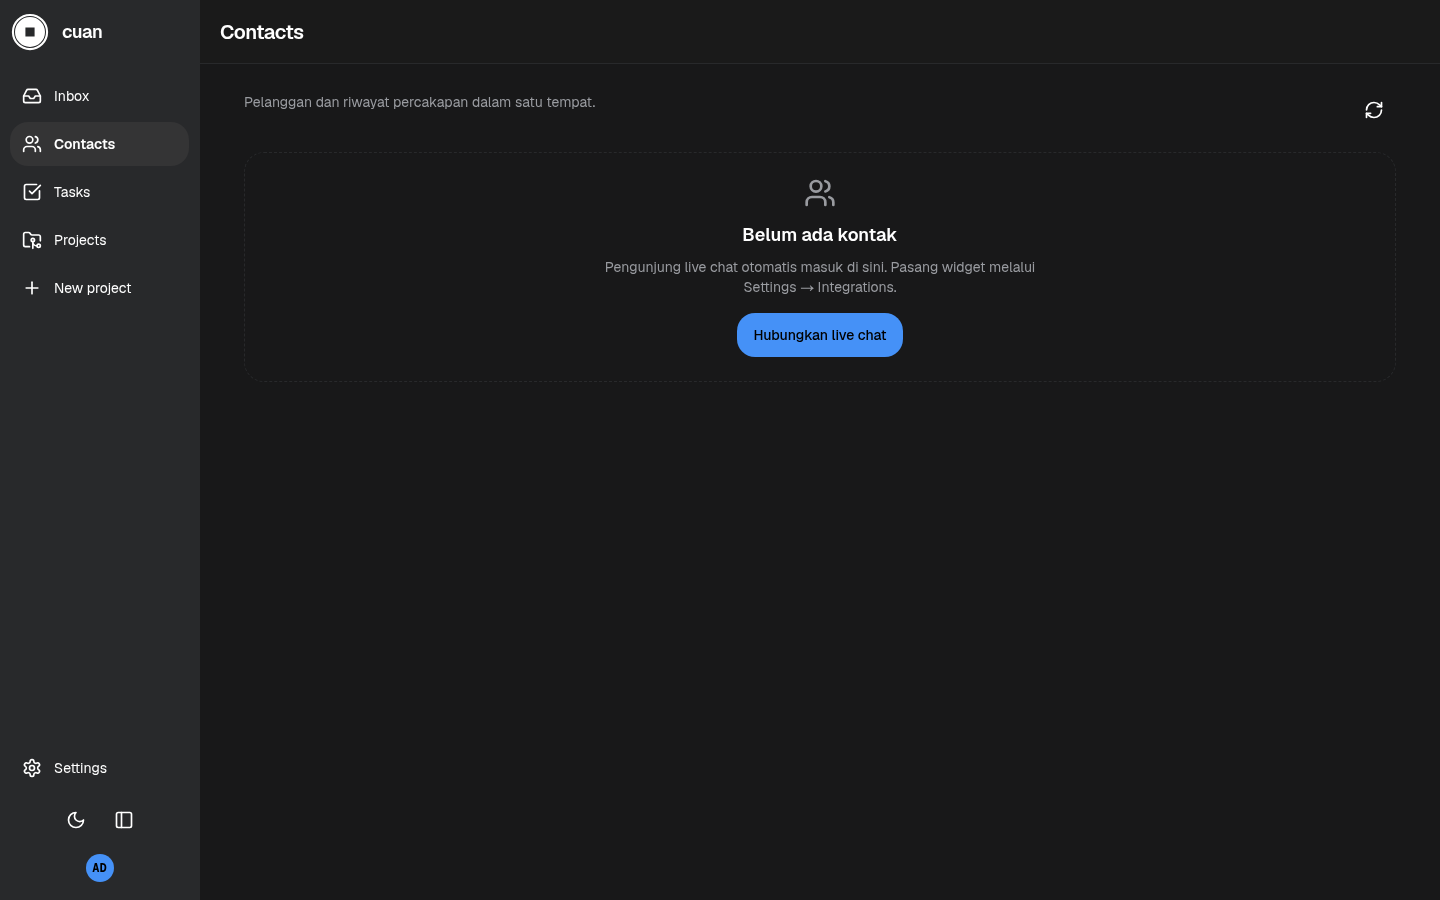 cuan
Inbox
Contacts
Tasks
Projects
New project
Settings
AD
Contacts
Pelanggan dan riwayat percakapan dalam satu tempat.
Belum ada kontak
Pengunjung live chat otomatis masuk di sini. Pasang widget melalui
Settings → Integrations.
Hubungkan live chat